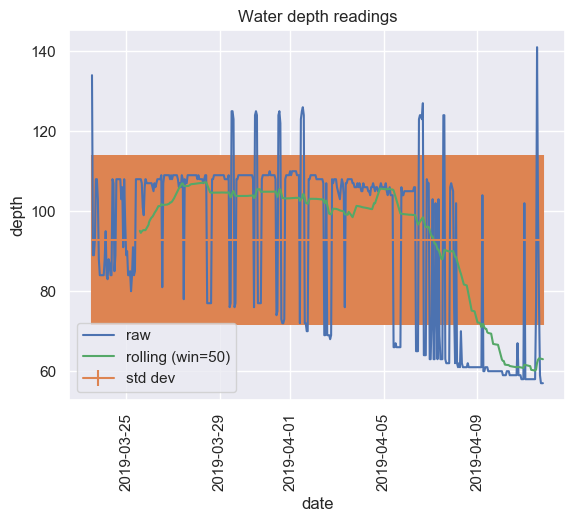 Water depth readings
140
120
100
80
60
depth
raw
rolling (win=50)
std dev
2019-03-25
2019-03-29
2019-04-01
2019-04-05
2019-04-09
date